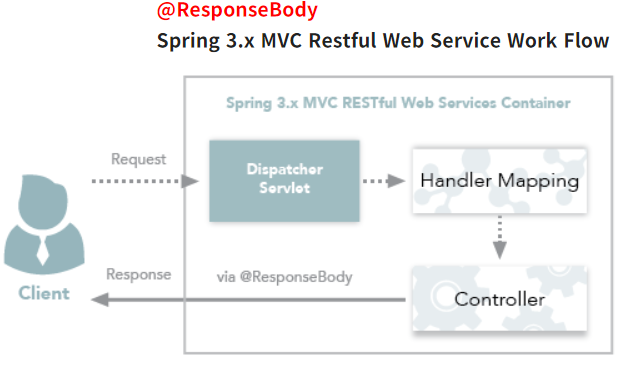 @ResponseBody
Spring 3.x MVC Restful Web Service Work Flow
Spring 3.x MVC RESTful Web Services Container
Request
Dispatcher
Servlet
Handler Mapping
Response
via @ResponseBody
Controller
Client